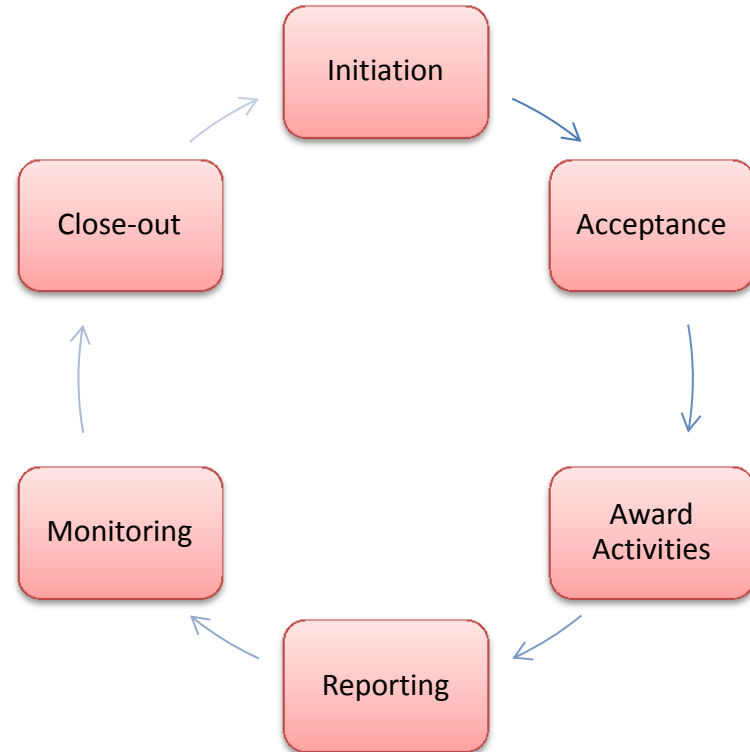 Initiation
Acceptance
Award
Activities
Reporting
Monitoring
Close-out